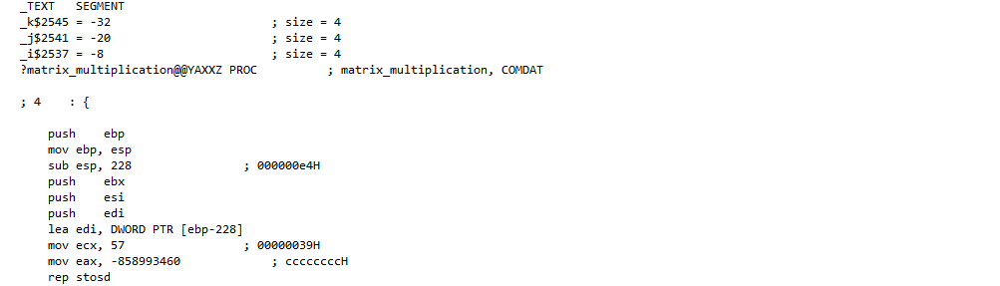 _TEXT SEGMENT
_k$2545 = -32 ; size = 4
_j$2541 = -20 ; size = 4
_i$2537 = -8 ; size = 4
?matrix_multiplication@@YAXXZ PROC ; matrix_multiplication, COMDAT
; 4 : {
push ebp
mov ebp, esp
sub esp, 228 ; 000000e4H
push ebx
push esi
push edi
lea edi, DWORD PTR [ebp-228]
mov ecx, 57 ; 00000039H
mov eax, -858993460 ; ccccccccH
rep stosd